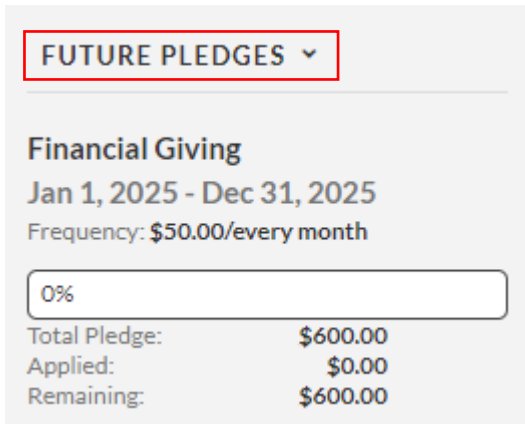 FUTURE PLEDGES
Financial Giving
Jan 1, 2025 - Dec 31, 2025
Frequency: $50.00/every month
0%
Total Pledge: $600.00
Applied: $0.00
Remaining: $600.00